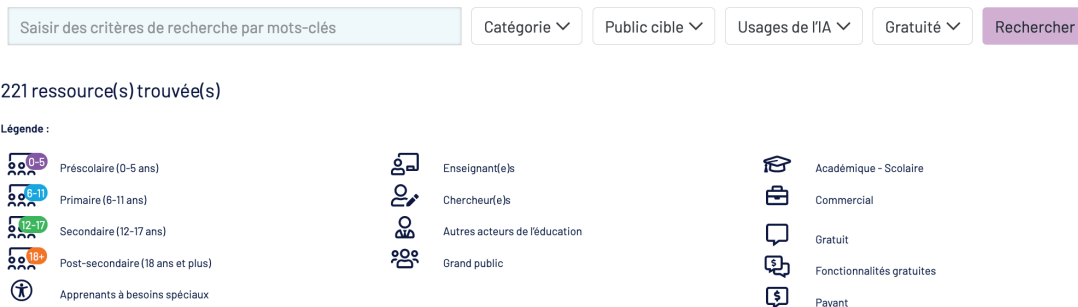 Saisir des critères de recherche par mots-clés
Catégorie
Public cible
Usages de l'IA
Gratuité
Rechercher
221 ressource(s) trouvée(s)
Légende :
0-5 Préscolaire (0-5 ans)
6-11 Primaire (6-11 ans)
12-17 Secondaire (12-17 ans)
18+ Post-secondaire (18 ans et plus)
Apprenants à besoins spéciaux
Enseignant(e)s
Chercheur(e)s
Autres acteurs de l'éducation
Grand public
Académique - Scolaire
Commercial
Gratuit
Fonctionnalités gratuites
Payant